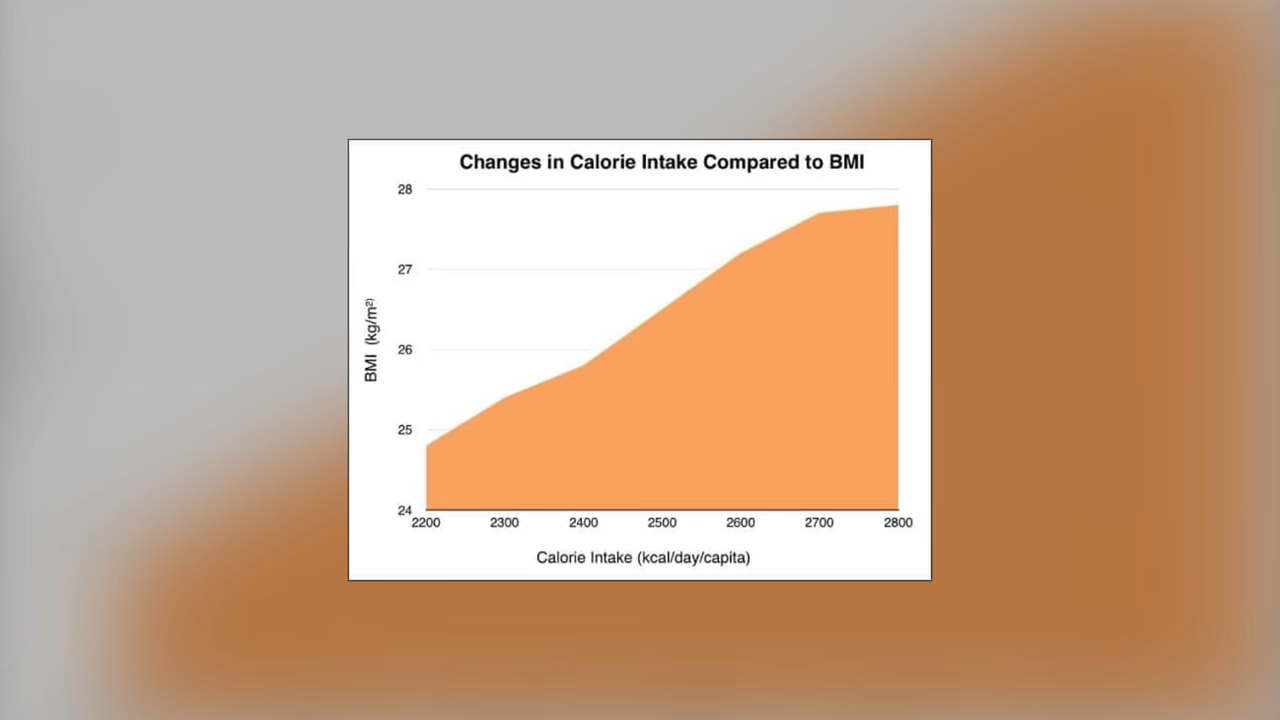 Changes in Calorie Intake Compared to BMI
28
27
26
25
24
BMI (kg/m²)
2200 2300 2400 2500 2600 2700 2800
Calorie Intake (kcal/day/capita)